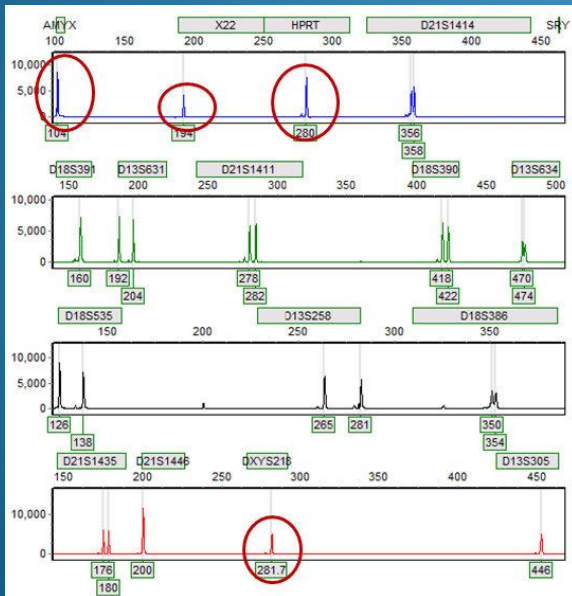 AMYX X22 HPRT D21S1414 SRY
100 150 200 250 300 350 400 450
10,000
5,000
0
104 194 280 356
358
D18S391 D13S631 D21S1411 D18S390 D13S634
150 200 250 300 350 400 450 500
10,000
5,000
0
160 192 278 418 470
204 282 422 474
D18S535 D13S258 D18S386
150 200 250 300 350
10,000
5,000
0
126 265 281 350
138 354
D21S1435 D21S1446 DXYS218 D13S305
150 200 250 300 350 400 450
10,000
0
176 200 281.7 446
180